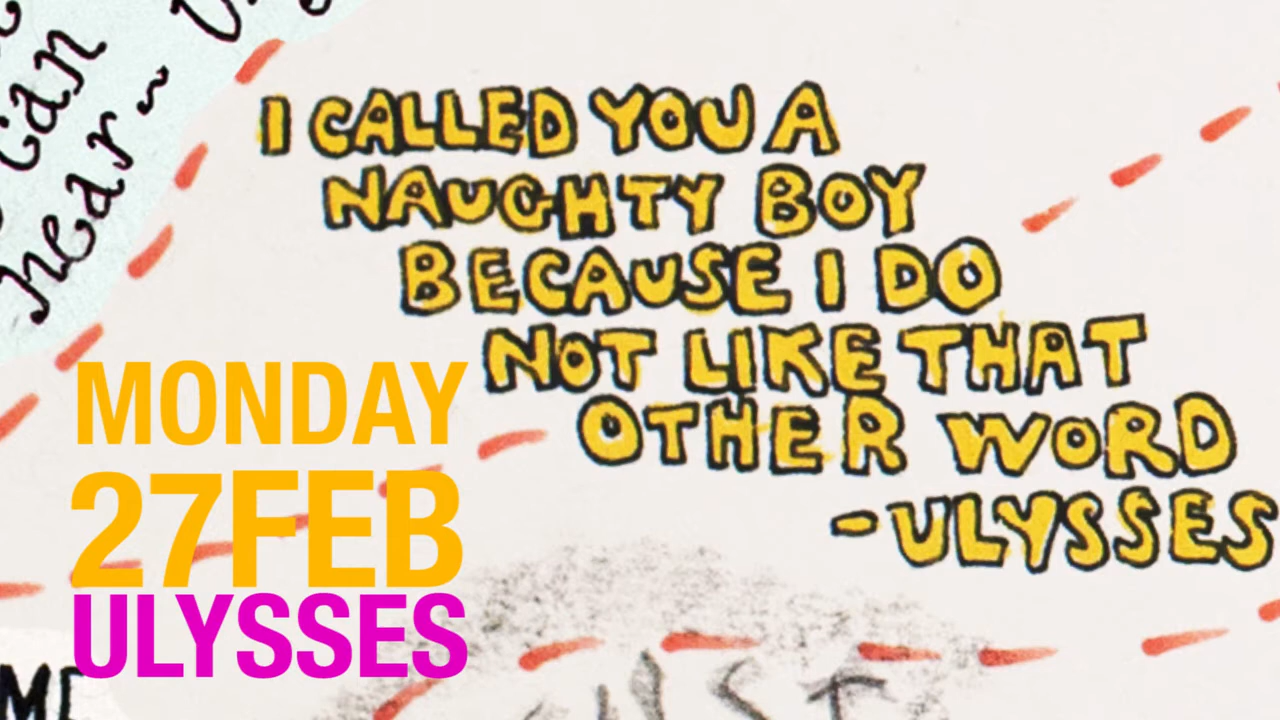 can
hear~
I CALLED YOU A
NAUGHTY BOY
BECAUSE I DO
NOT LIKE THAT
OTHER WORD
-ULYSSES
MONDAY
27FEB
ULYSSES